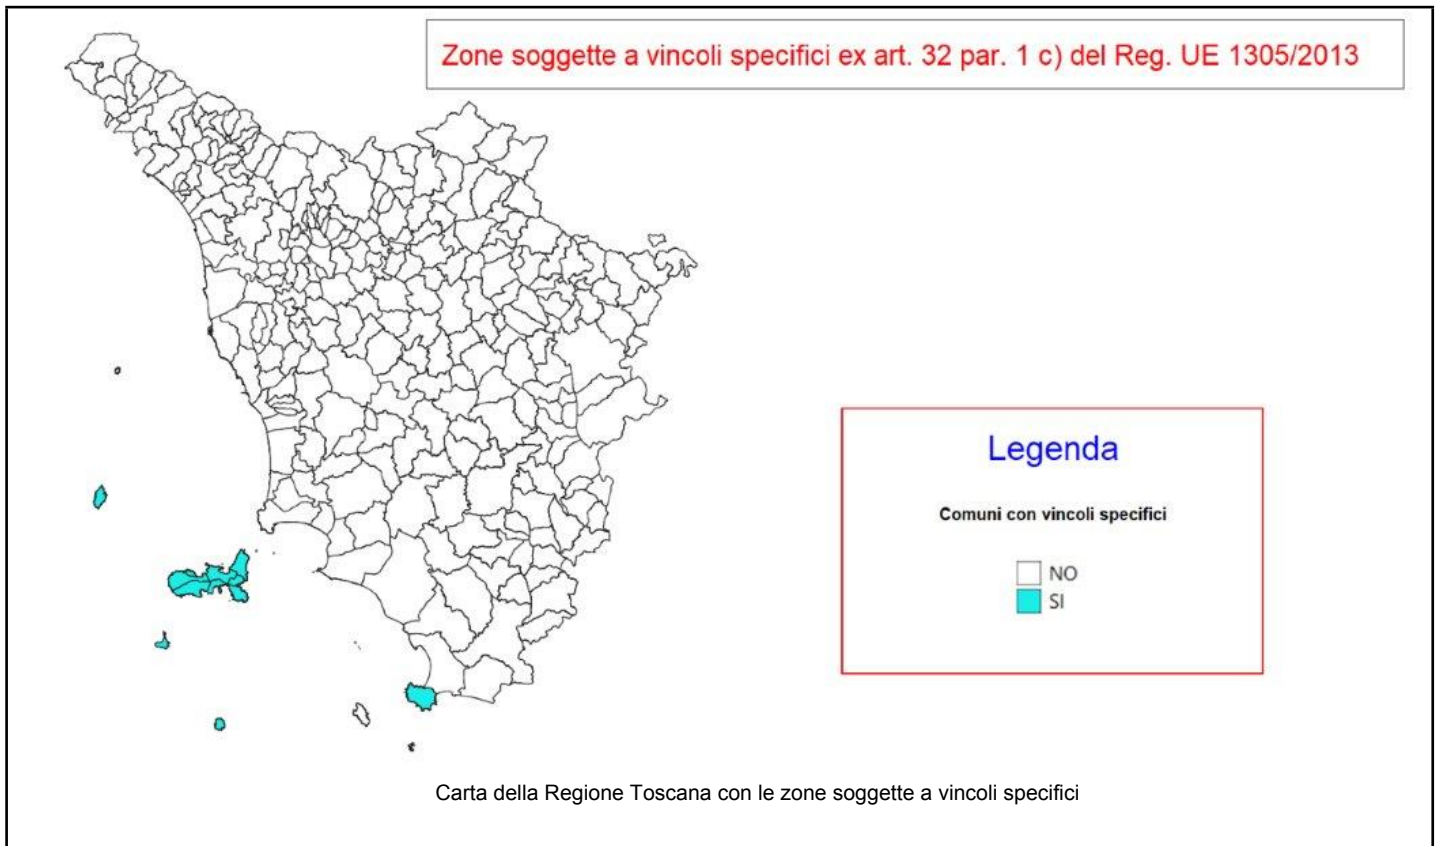 Zone soggette a vincoli specifici ex art. 32 par. 1 c) del Reg. UE 1305/2013
Legenda
Comuni con vincoli specifici
NO
SI
Carta della Regione Toscana con le zone soggette a vincoli specifici